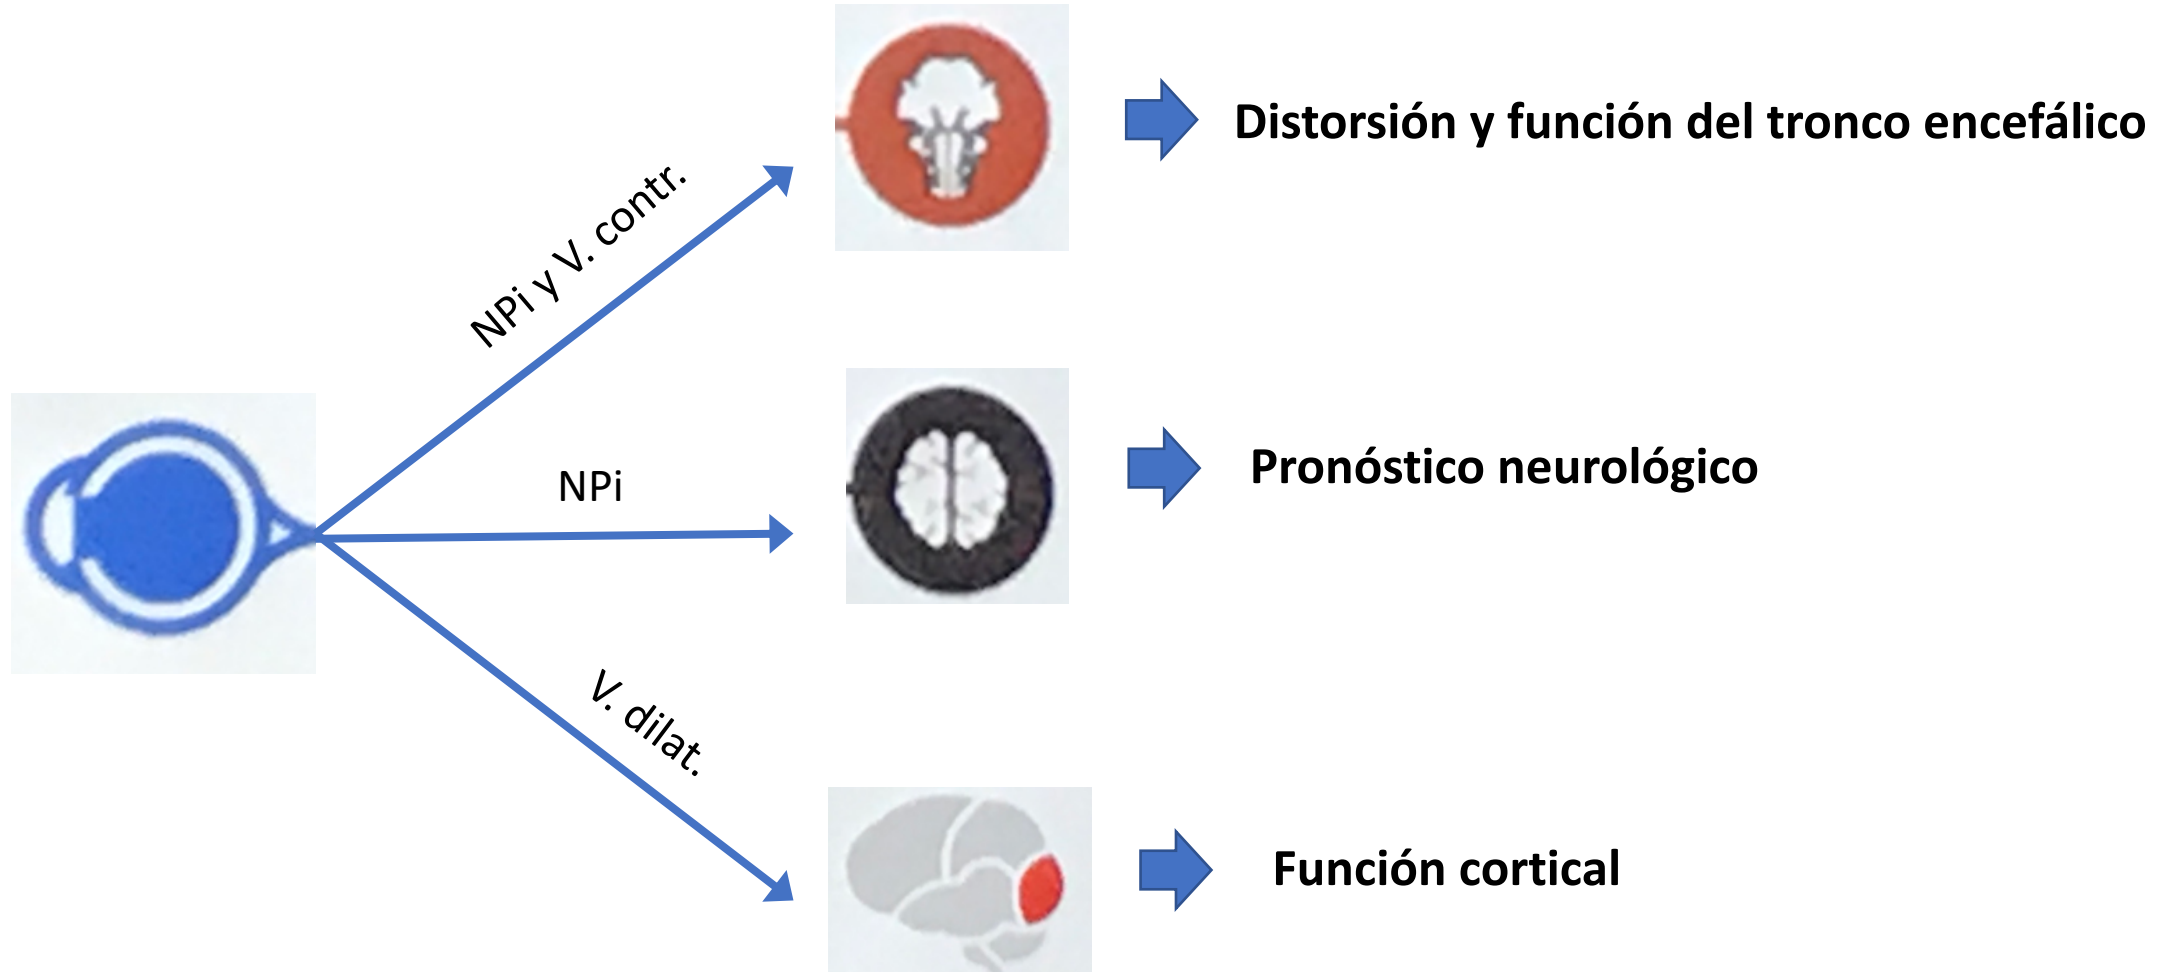 NPi y V. contr.
Distorsión y función del tronco encefálico
NPi
Pronóstico neurológico
V. dilat.
Función cortical